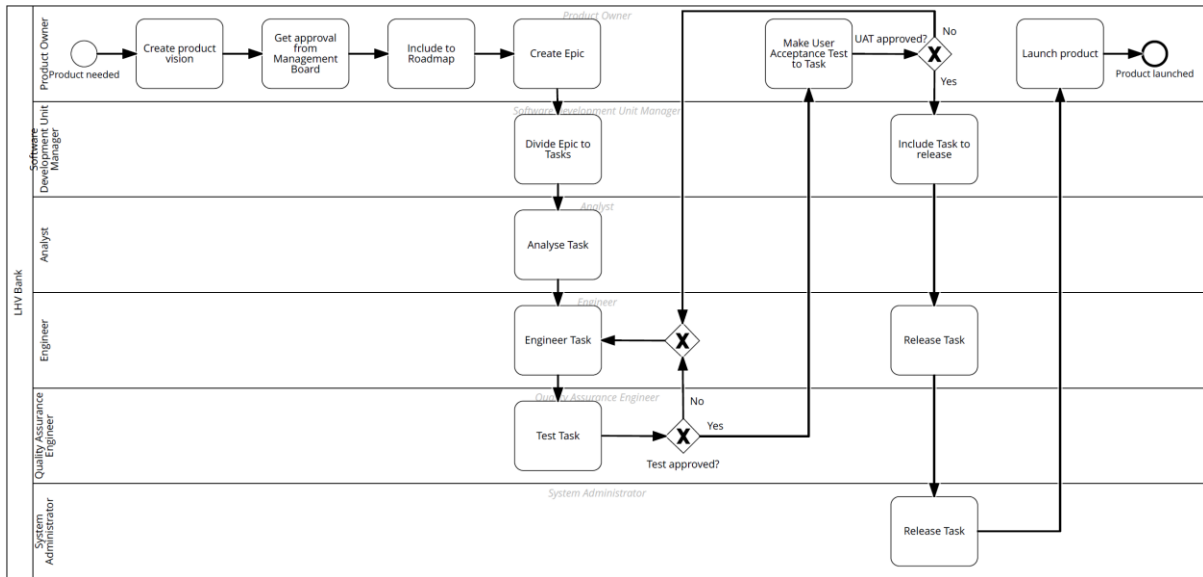 LHV Bank
Product Owner
Product Owner
Product needed
Create product
vision
Get approval
from
Management
Board
Include to
Roadmap
Create Epic
Make User
Acceptance Test
to Task
UAT approved?
No
Yes
Launch product
Product launched
Software
Development Unit
Manager
Software Development Unit Manager
Divide Epic to
Tasks
Include Task to
release
Analyst
Analyst
Analyse Task
Engineer
Engineer
Engineer Task
Release Task
Quality Assurance
Engineer
Quality Assurance Engineer
Test Task
No
Yes
Test approved?
System
Administrator
System Administrator
Release Task